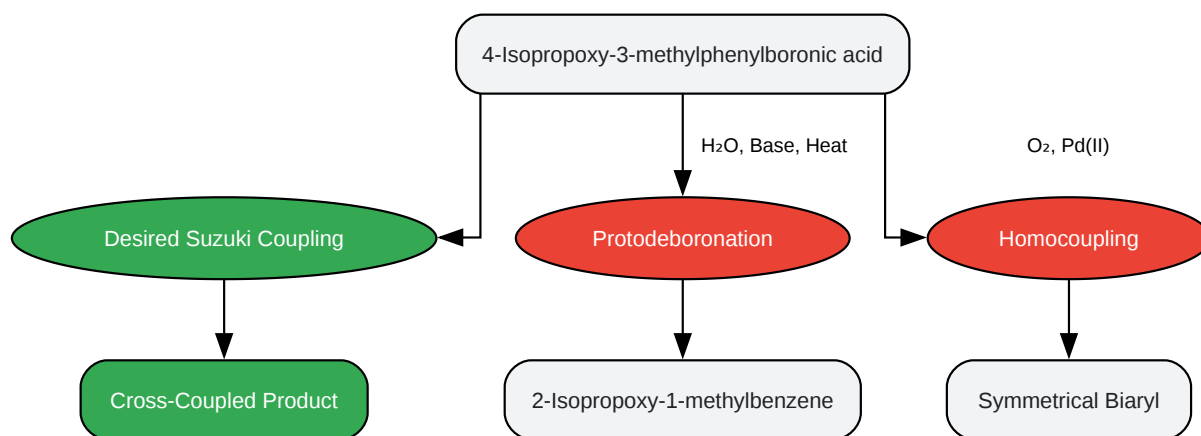 4-Isopropoxy-3-methylphenylboronic acid
H₂O, Base, Heat
O₂, Pd(II)
Desired Suzuki Coupling
Protodeboronation
Homocoupling
Cross-Coupled Product
2-Isopropoxy-1-methylbenzene
Symmetrical Biaryl